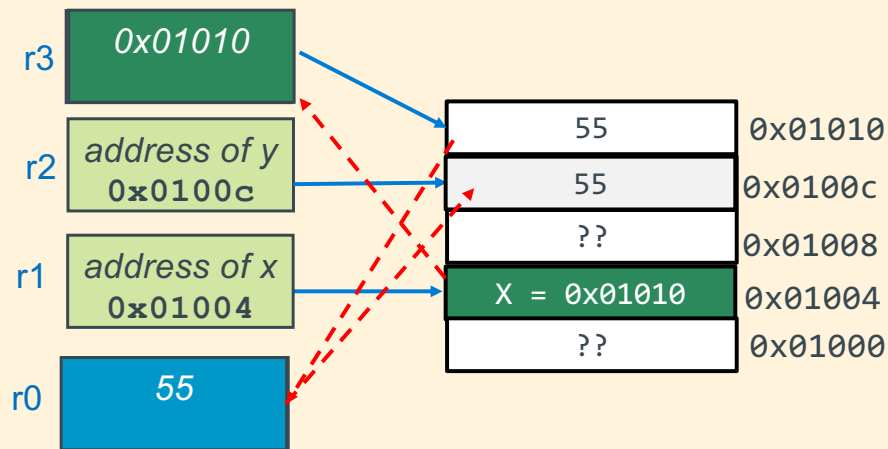 r3
0x01010
r2
address of y
0x0100c
r1
address of x
0x01004
r0
55
55 0x01010
55 0x0100c
?? 0x01008
X = 0x01010 0x01004
?? 0x01000